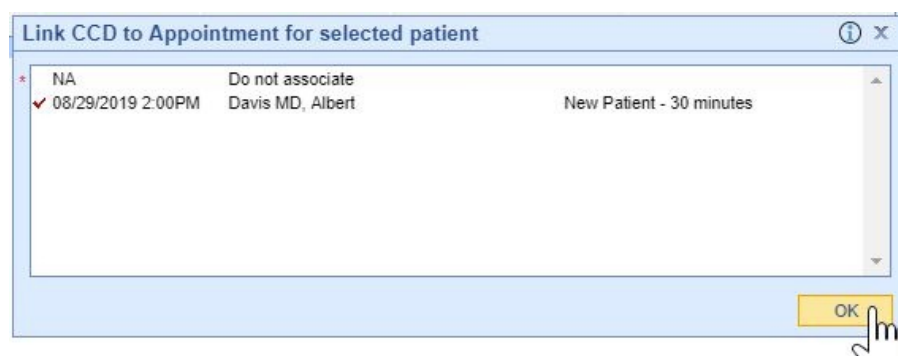 Link CCD to Appointment for selected patient
* NA Do not associate
08/29/2019 2:00PM Davis MD, Albert New Patient - 30 minutes
OK